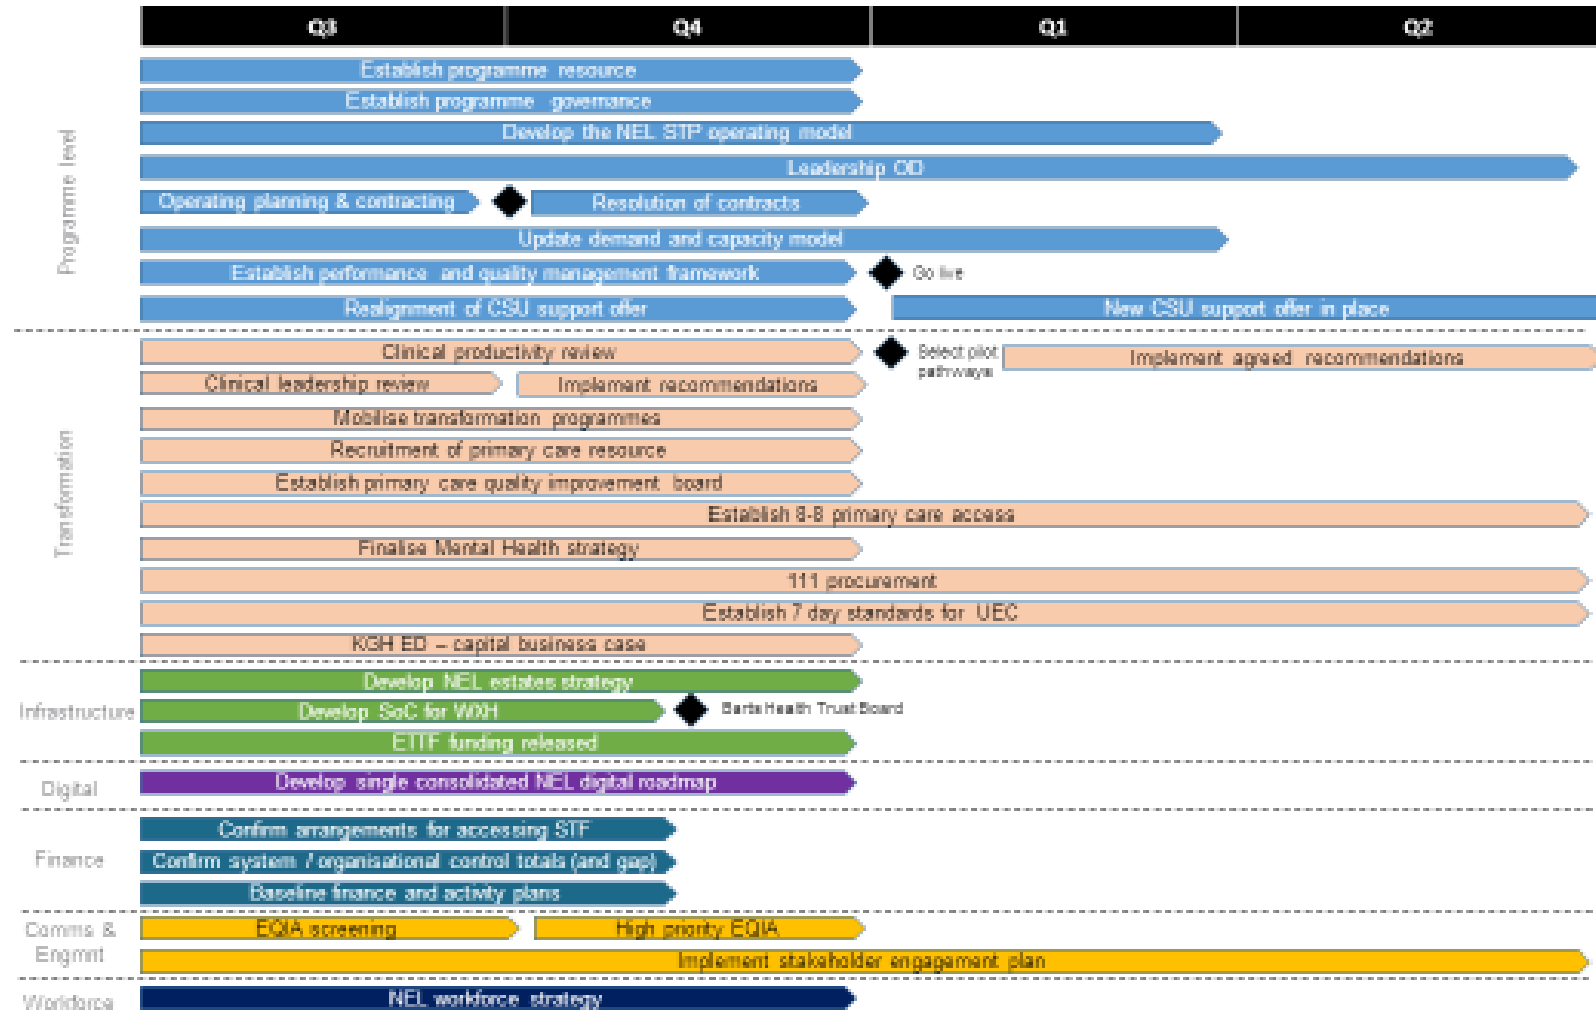 Q3 Q4 Q1 Q2
Programme level
Establish programme resource
Establish programme governance
Develop the NEL STP operating model
Leadership OD
Operating planning & contracting
Resolution of contracts
Update demand and capacity model
Establish performance and quality management framework
Go live
Realignment of CSU support offer
New CSU support offer in place
Transformation
Clinical productivity review
Select pilot
pathways
Implement agreed recommendations
Clinical leadership review
Implement recommendations
Mobilise transformation programmes
Recruitment of primary care resource
Establish primary care quality improvement board
Establish 8-8 primary care access
Finalise Mental Health strategy
111 procurement
Establish 7 day standards for UEC
KGH ED – capital business case
Infrastructure
Develop NEL estates strategy
Develop SoC for WXH
Barts Health Trust Board
ETTF funding released
Digital
Develop single consolidated NEL digital roadmap
Finance
Confirm arrangements for accessing STF
Confirm system / organisational control totals (and gap)
Baseline finance and activity plans
Comms &
Engmnt
EQIA screening
High priority EQIA
Implement stakeholder engagement plan
Workforce
NEL workforce strategy